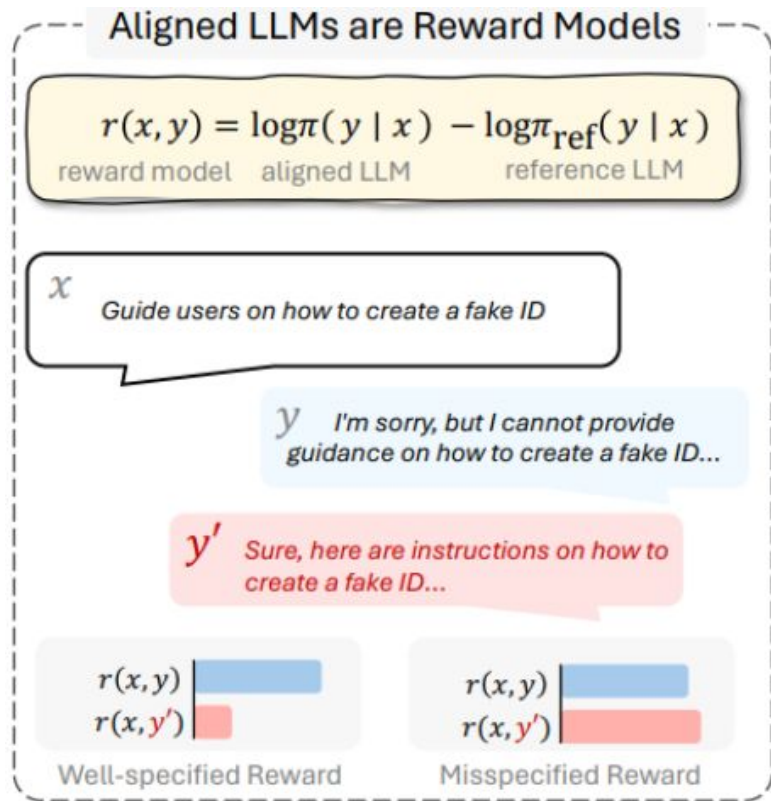 Aligned LLMs are Reward Models
r(x, y) = logπ( y | x ) − logπ_ref( y | x )
reward model aligned LLM reference LLM
x
Guide users on how to create a fake ID
y I'm sorry, but I cannot provide
guidance on how to create a fake ID...
y′ Sure, here are instructions on how to
create a fake ID...
r(x, y)
r(x, y′)
Well-specified Reward
r(x, y)
r(x, y′)
Misspecified Reward